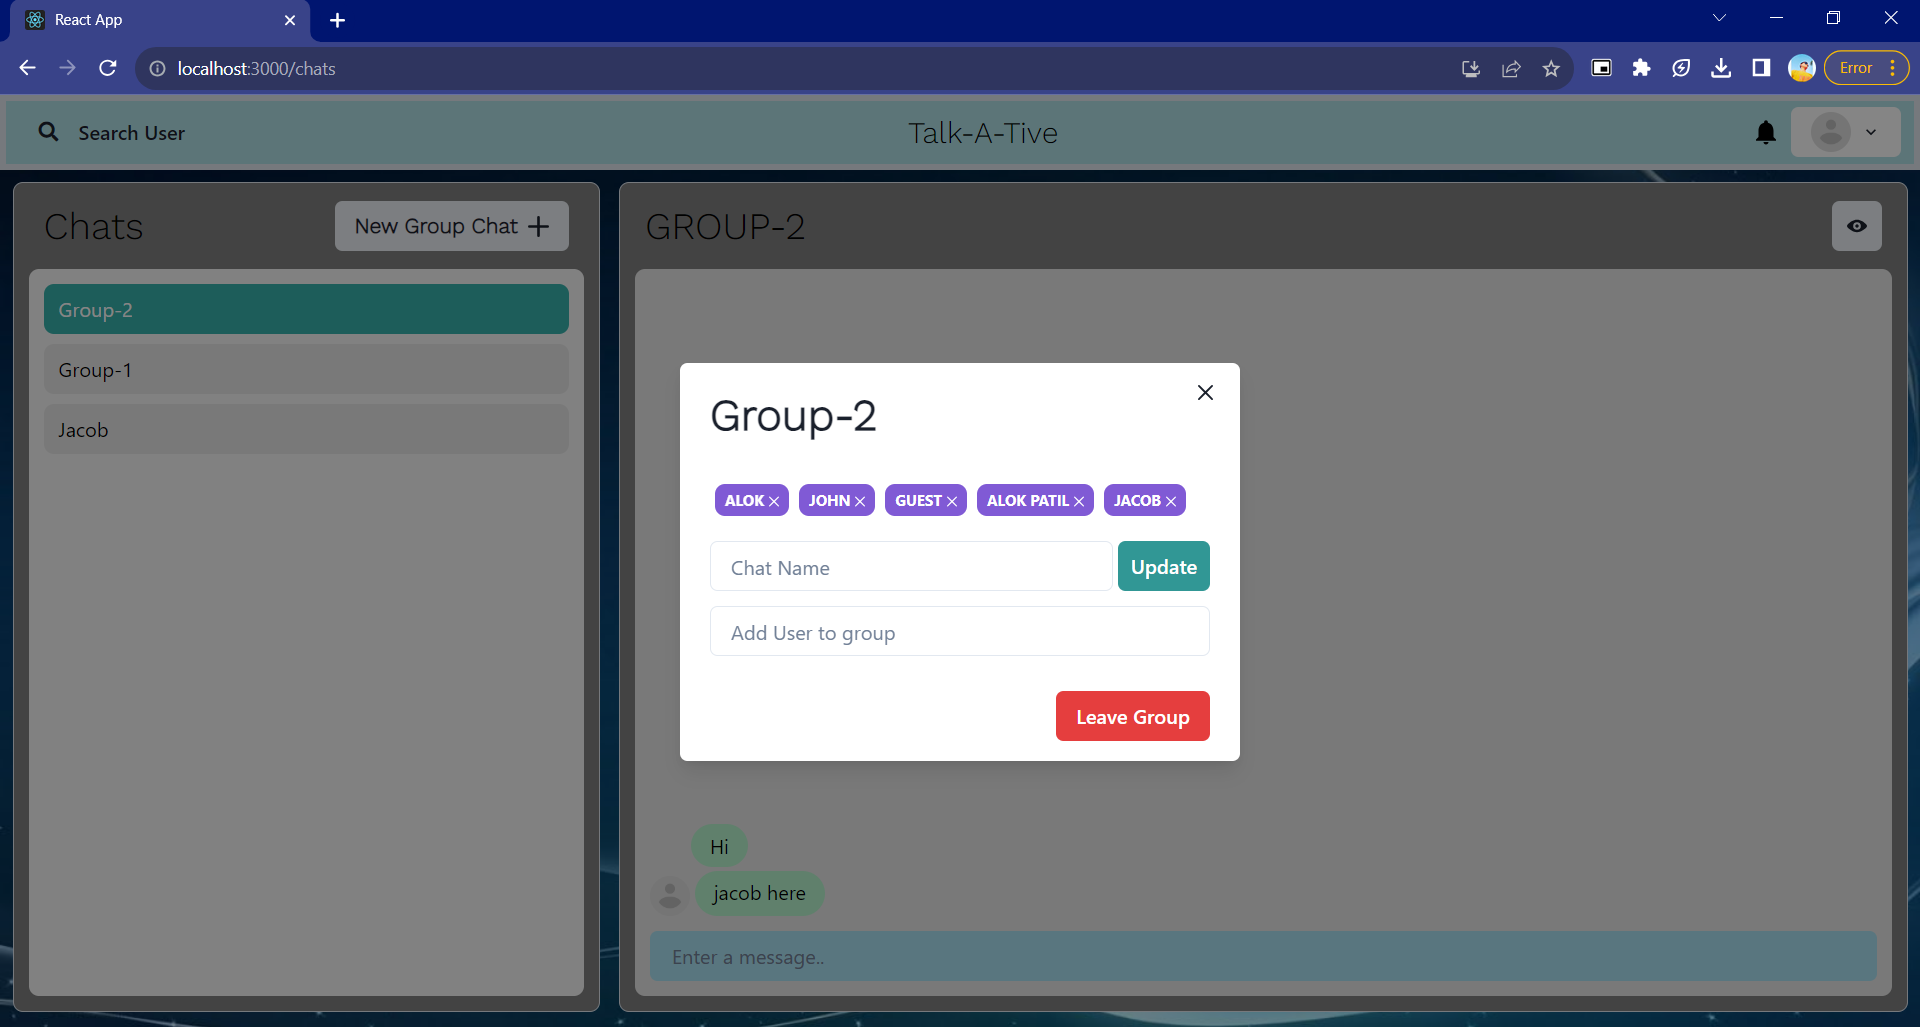 React App
localhost:3000/chats
Error
Search User
Talk-A-Tive
Chats
New Group Chat
Group-2
Group-1
Jacob
GROUP-2
Group-2
ALOK JOHN GUEST ALOK PATIL JACOB
Chat Name
Update
Add User to group
Leave Group
Hi
jacob here
Enter a message..